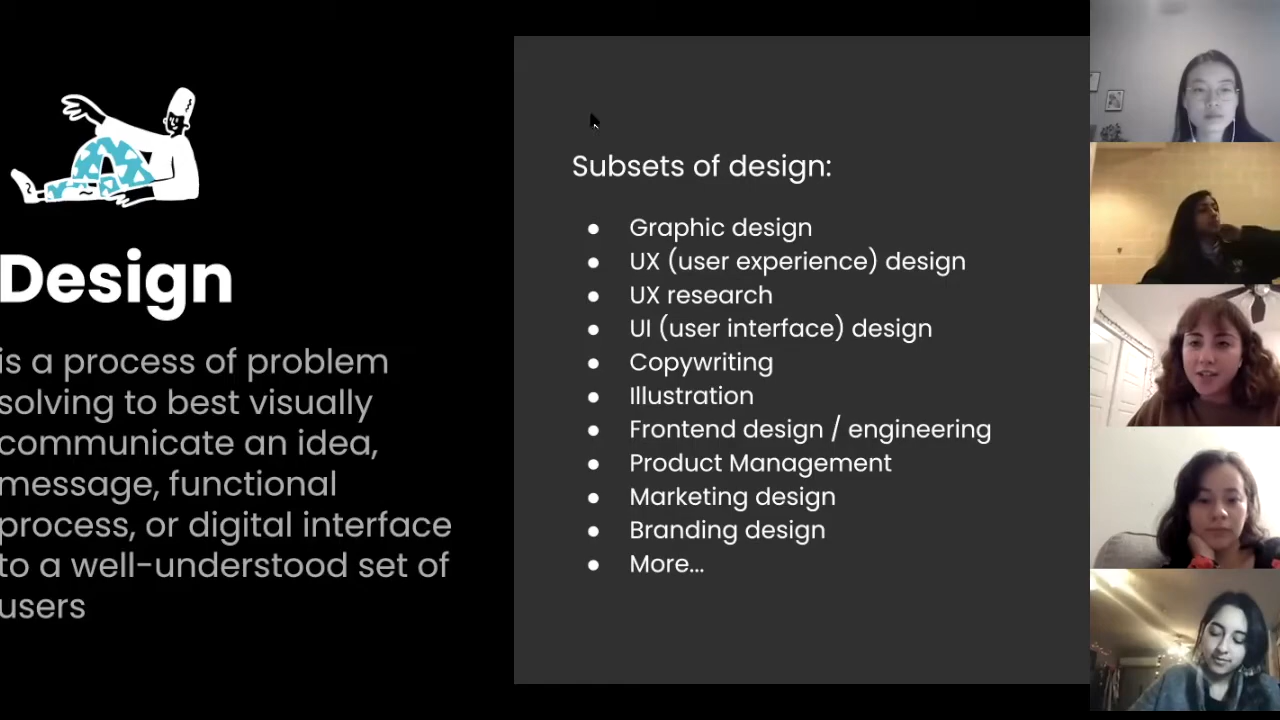 Design
is a process of problem
solving to best visually
communicate an idea,
message, functional
process, or digital interface
to a well-understood set of
users
Subsets of design:
● Graphic design
● UX (user experience) design
● UX research
● UI (user interface) design
● Copywriting
● Illustration
● Frontend design / engineering
● Product Management
● Marketing design
● Branding design
● More...